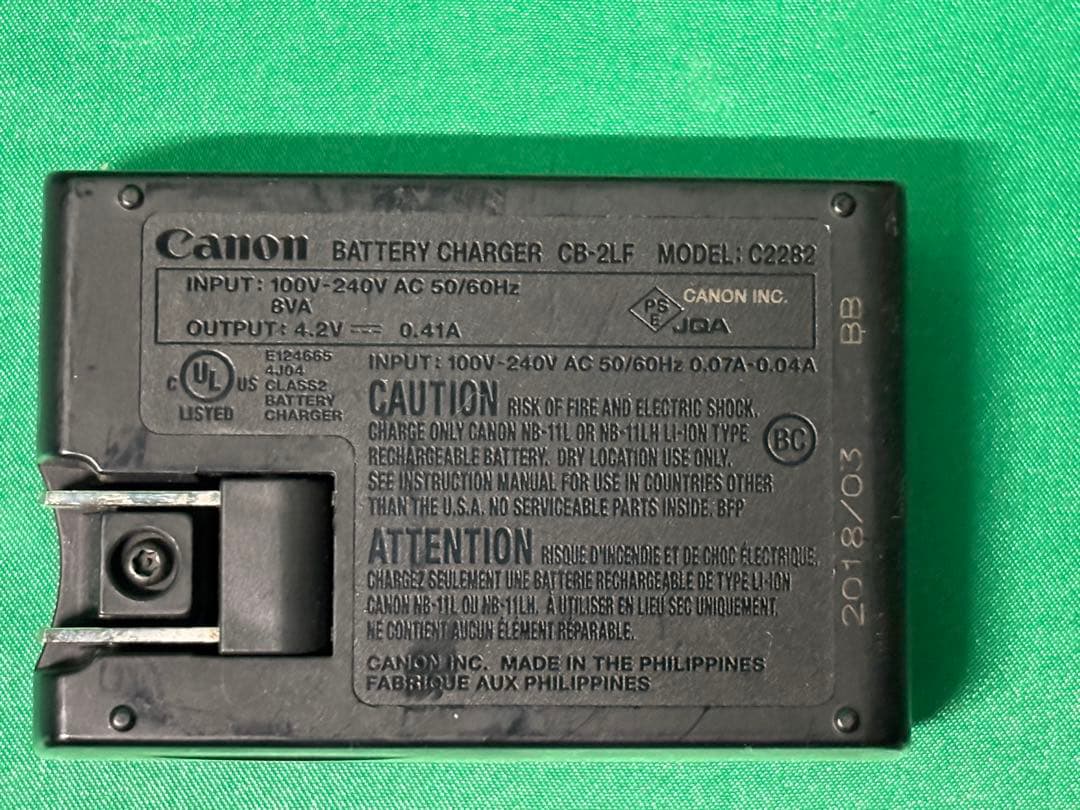 Canon BATTERY CHARGER CB-2LF MODEL: C2282
INPUT: 100V-240V AC 50/60Hz
6VA
OUTPUT: 4.2V ⎓ 0.41A
PS
E
CANON INC.
JQA
C UL US
LISTED
E124665
4J04
CLASS2
BATTERY
CHARGER
INPUT: 100V-240V AC 50/60Hz 0.07A-0.04A
CAUTION RISK OF FIRE AND ELECTRIC SHOCK.
CHARGE ONLY CANON NB-11L OR NB-11LH LI-ION TYPE
RECHARGEABLE BATTERY. DRY LOCATION USE ONLY.
SEE INSTRUCTION MANUAL FOR USE IN COUNTRIES OTHER
THAN THE U.S.A. NO SERVICEABLE PARTS INSIDE. BFP
BC
ATTENTION RISQUE D'INCENDIE ET DE CHOC ÉLECTRIQUE.
CHARGEZ SEULEMENT UNE BATTERIE RECHARGEABLE DE TYPE LI-ION
CANON NB-11L OU NB-11LH. À UTILISER EN LIEU SEC UNIQUEMENT.
NE CONTIENT AUCUN ÉLÉMENT RÉPARABLE.
CANON INC. MADE IN THE PHILIPPINES
FABRIQUE AUX PHILIPPINES
2018/03 BB